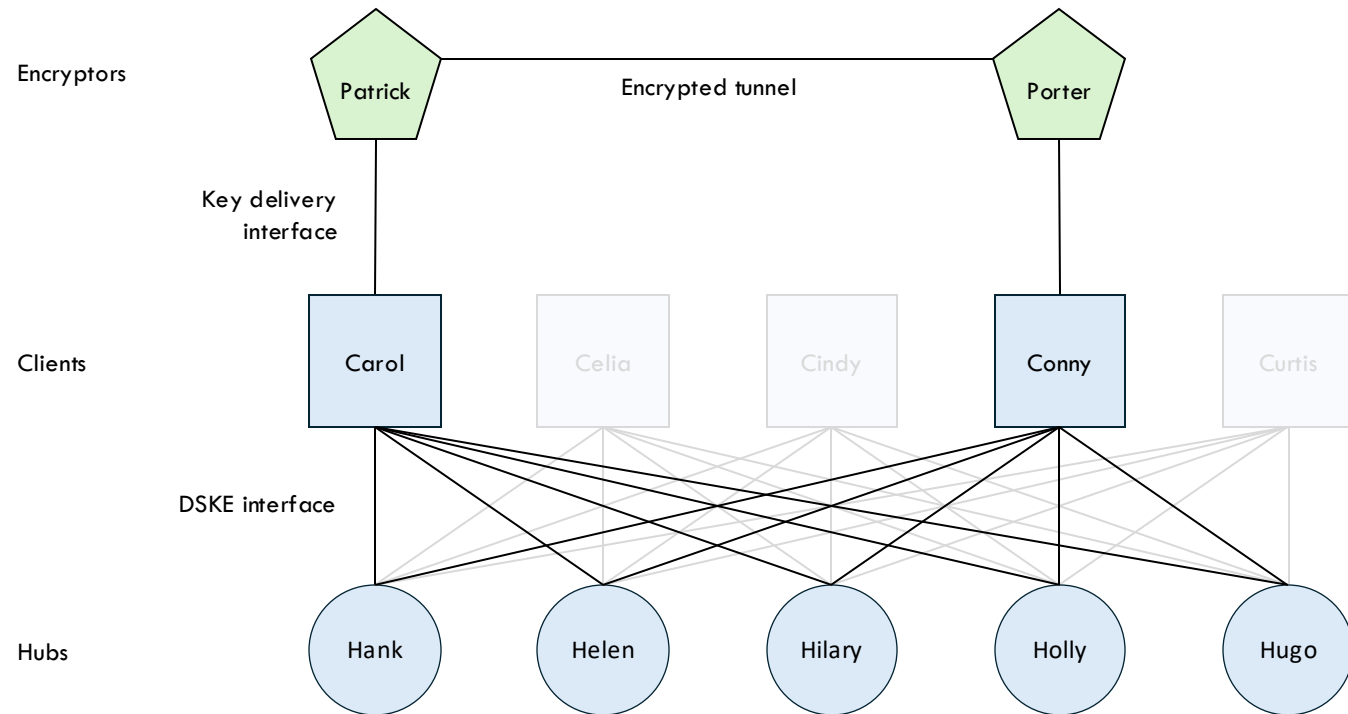 Encryptors
Patrick
Encrypted tunnel
Porter
Key delivery
interface
Clients
Carol
Celia
Cindy
Conny
Curtis
DSKE interface
Hubs
Hank
Helen
Hilary
Holly
Hugo